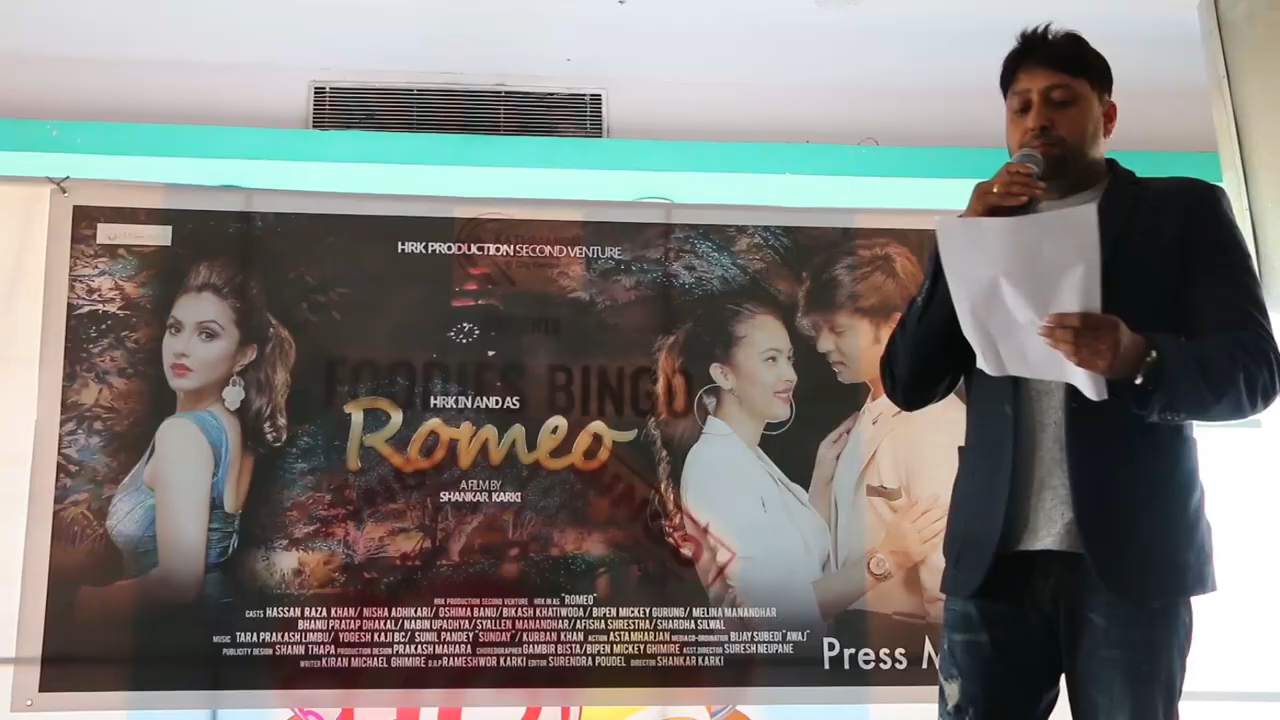 HRK PRODUCTION SECOND VENTURE
FOODIES BINGO
HRK IN AND AS
Romeo
A FILM BY
SHANKAR KARKI
HRK PRODUCTION SECOND VENTURE HRK IN AS "ROMEO"
CASTS HASSAN RAZA KHAN/ NISHA ADHIKARI/ OSHIMA BANU/ BIKASH KHATIWODA/ BIPEN MICKEY GURUNG/ MELINA MANANDHAR
BHANU PRATAP DHAKAL/ NABIN UPADHYA/ SYALLEN MANANDHAR/ AFISHA SHRESTHA/ SHARDHA SILWAL
MUSIC TARA PRAKASH LIMBU/ YOGESH KAJI BC/ SUNIL PANDEY "SUNDAY"/ KURBAN KHAN ACTION ASTA MHARJAN MEDIA CO-ORDINATIOR BIJAY SUBEDI "AWAJ"
PUBLICITY DESIGN SHANN THAPA PRODUCTION DESIGN PRAKASH MAHARA CHOREOGRAPHER GAMBIR BISTA/ BIPEN MICKEY GHIMIRE ASST. DIRECTOR SURESH NEUPANE
WRITER KIRAN MICHAEL GHIMIRE D.O.P RAMESHWOR KARKI EDITOR SURENDRA POUDEL DIRECTOR SHANKAR KARKI
Press M